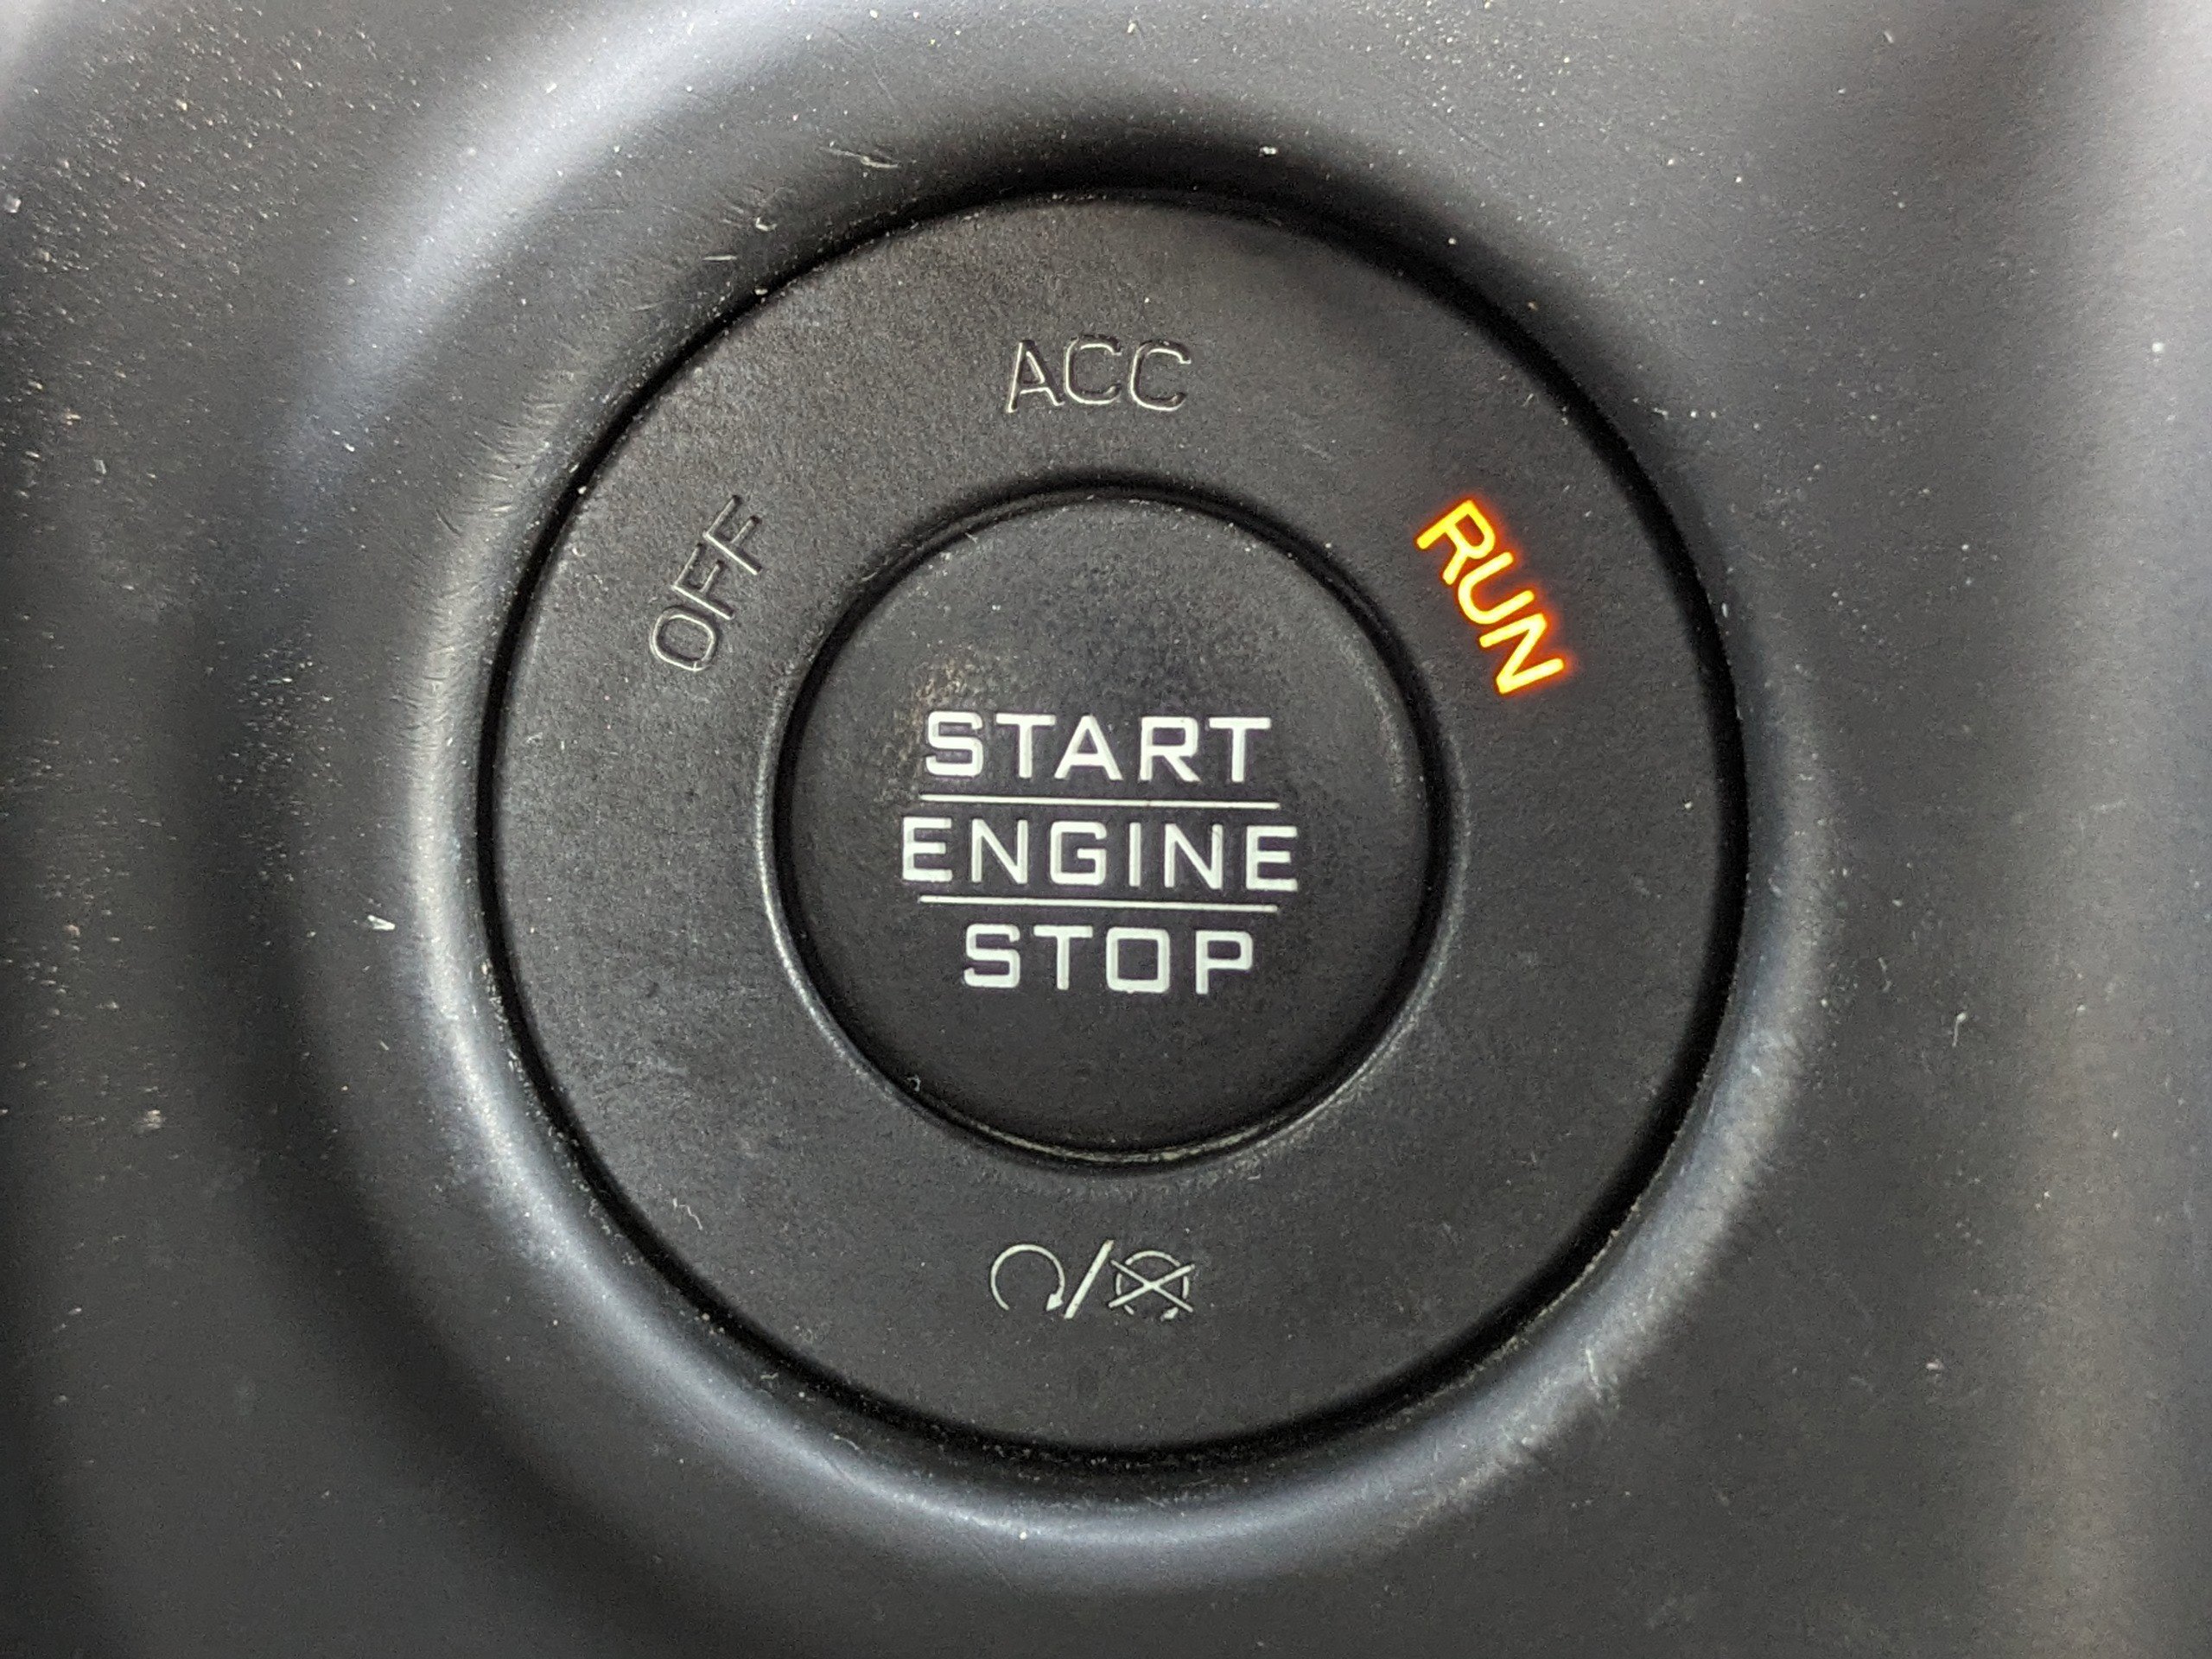 ACC
OFF
RUN
START
ENGINE
STOP